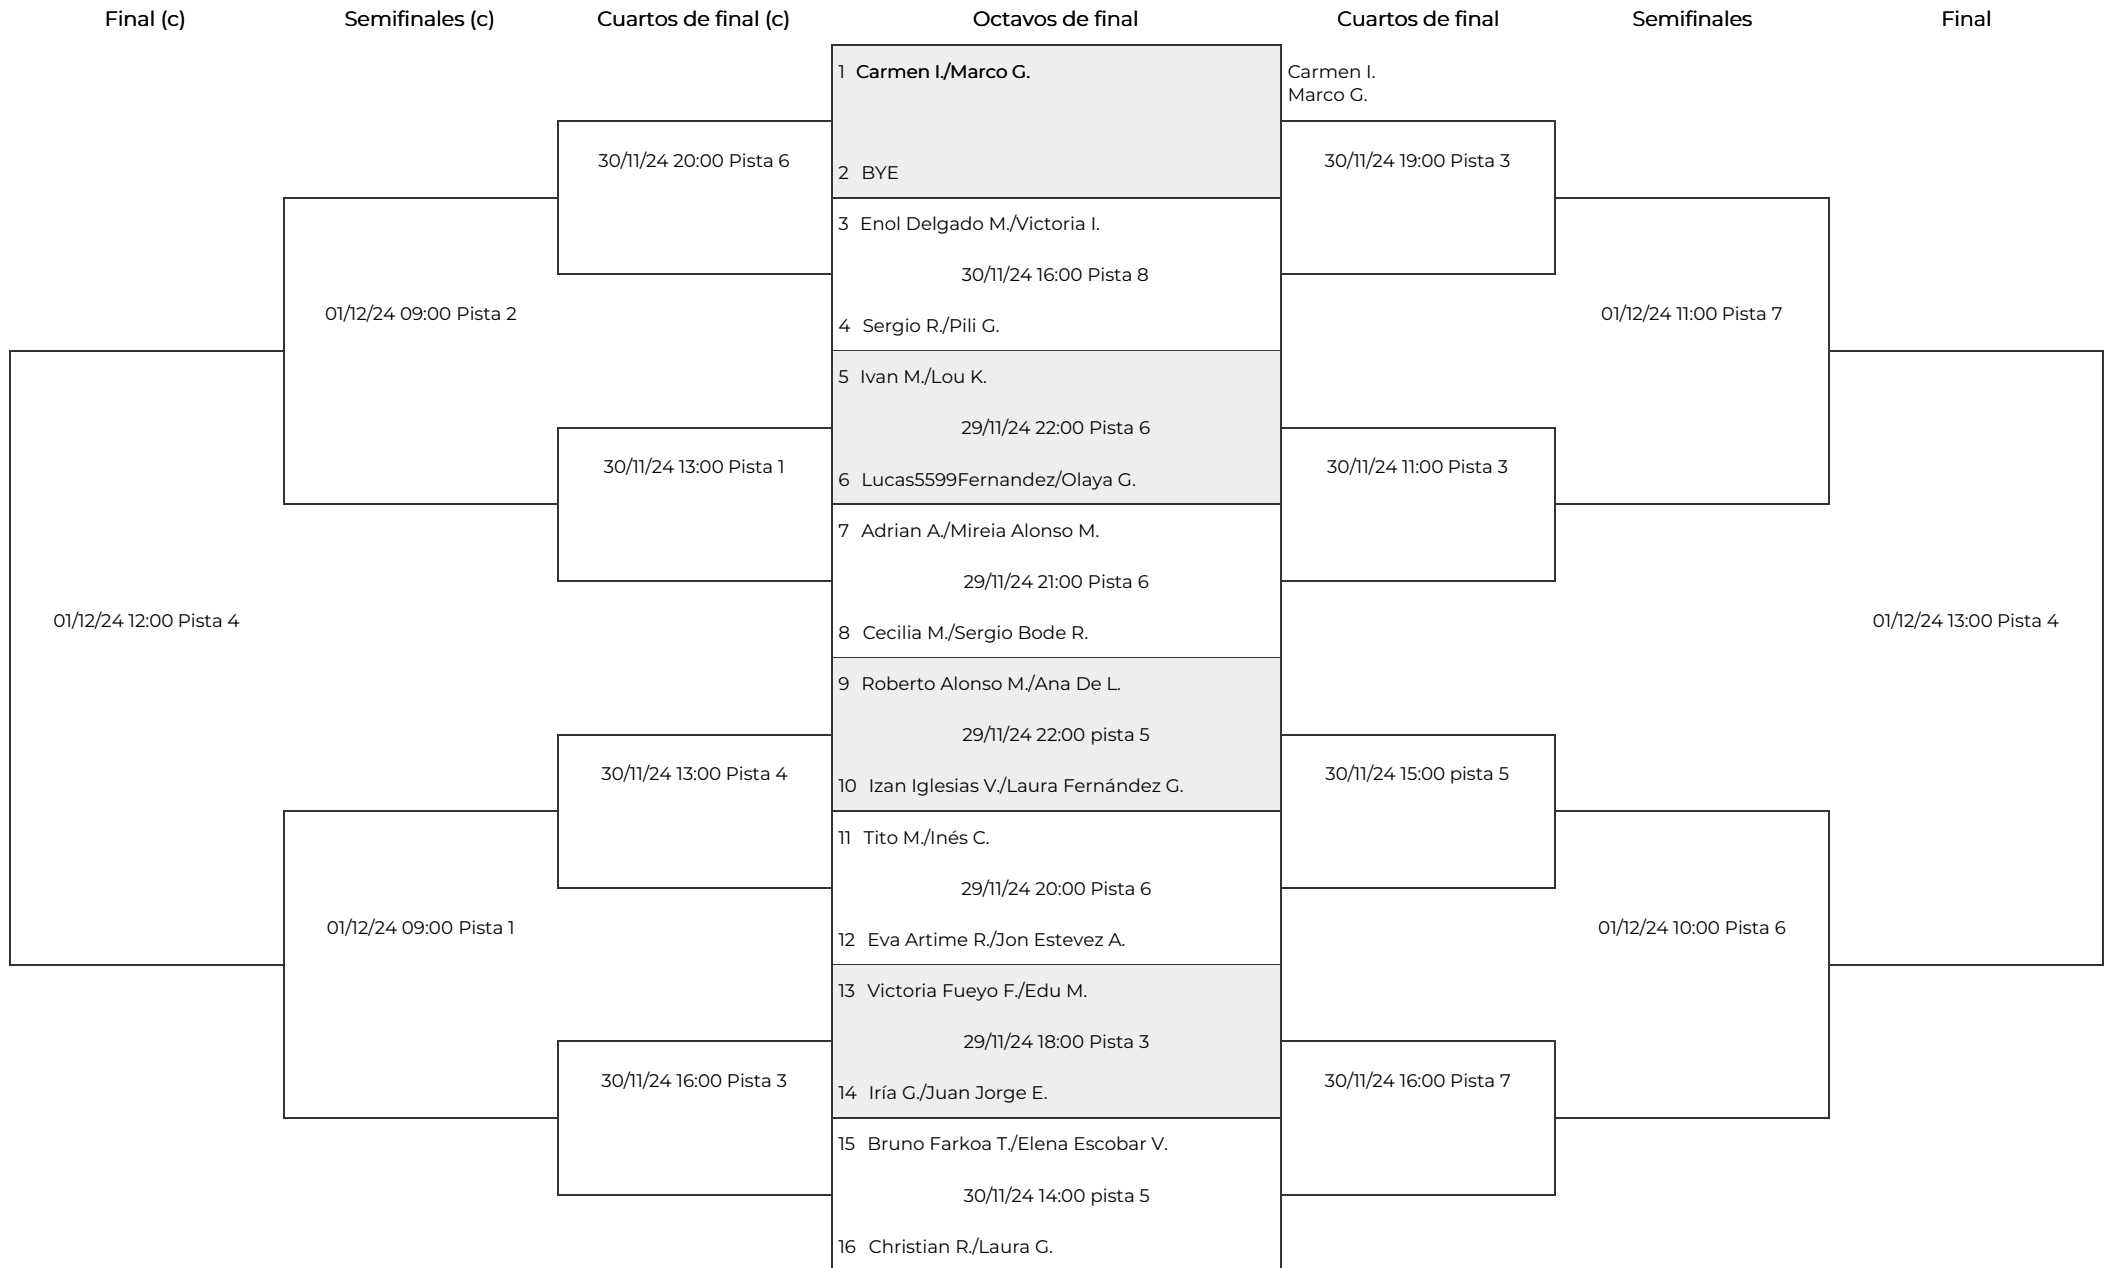 Final (c) Semifinales (c) Cuartos de final (c) Octavos de final Cuartos de final Semifinales Final
1 Carmen I./Marco G. Carmen I.
Marco G.
30/11/24 20:00 Pista 6 30/11/24 19:00 Pista 3
2 BYE
3 Enol Delgado M./Victoria I.
30/11/24 16:00 Pista 8
01/12/24 09:00 Pista 2 01/12/24 11:00 Pista 7
4 Sergio R./Pili G.
5 Ivan M./Lou K.
29/11/24 22:00 Pista 6
30/11/24 13:00 Pista 1 30/11/24 11:00 Pista 3
6 Lucas5599Fernandez/Olaya G.
7 Adrian A./Mireia Alonso M.
29/11/24 21:00 Pista 6
01/12/24 12:00 Pista 4 01/12/24 13:00 Pista 4
8 Cecilia M./Sergio Bode R.
9 Roberto Alonso M./Ana De L.
29/11/24 22:00 pista 5
30/11/24 13:00 Pista 4 30/11/24 15:00 pista 5
10 Izan Iglesias V./Laura Fernández G.
11 Tito M./Inés C.
29/11/24 20:00 Pista 6
01/12/24 09:00 Pista 1 01/12/24 10:00 Pista 6
12 Eva Artime R./Jon Estevez A.
13 Victoria Fueyo F./Edu M.
29/11/24 18:00 Pista 3
30/11/24 16:00 Pista 3 30/11/24 16:00 Pista 7
14 Iría G./Juan Jorge E.
15 Bruno Farkoa T./Elena Escobar V.
30/11/24 14:00 pista 5
16 Christian R./Laura G.